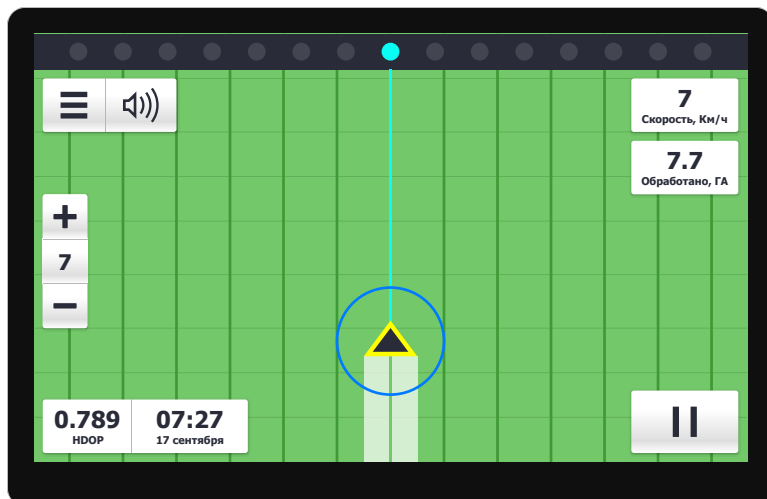 7
Скорость, Км/ч
7.7
Обработано, ГА
+
7
−
0.789
HDOP
07:27
17 сентября